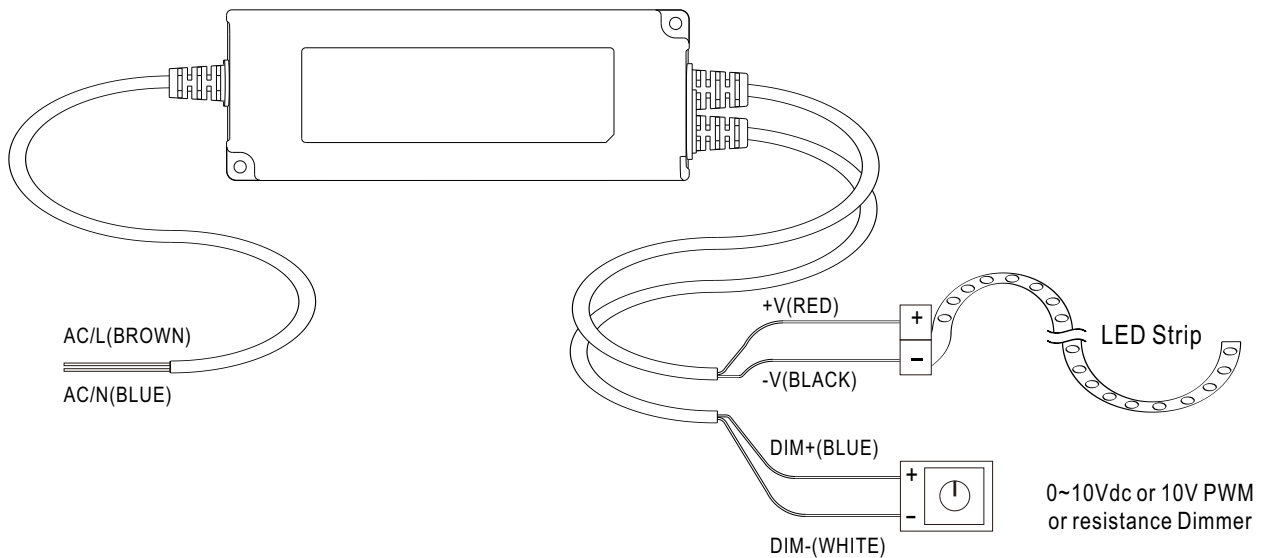 AC/L(BROWN)
AC/N(BLUE)
+V(RED)
-V(BLACK)
+
-
LED Strip
DIM+(BLUE)
DIM-(WHITE)
+
-
0~10Vdc or 10V PWM
or resistance Dimmer